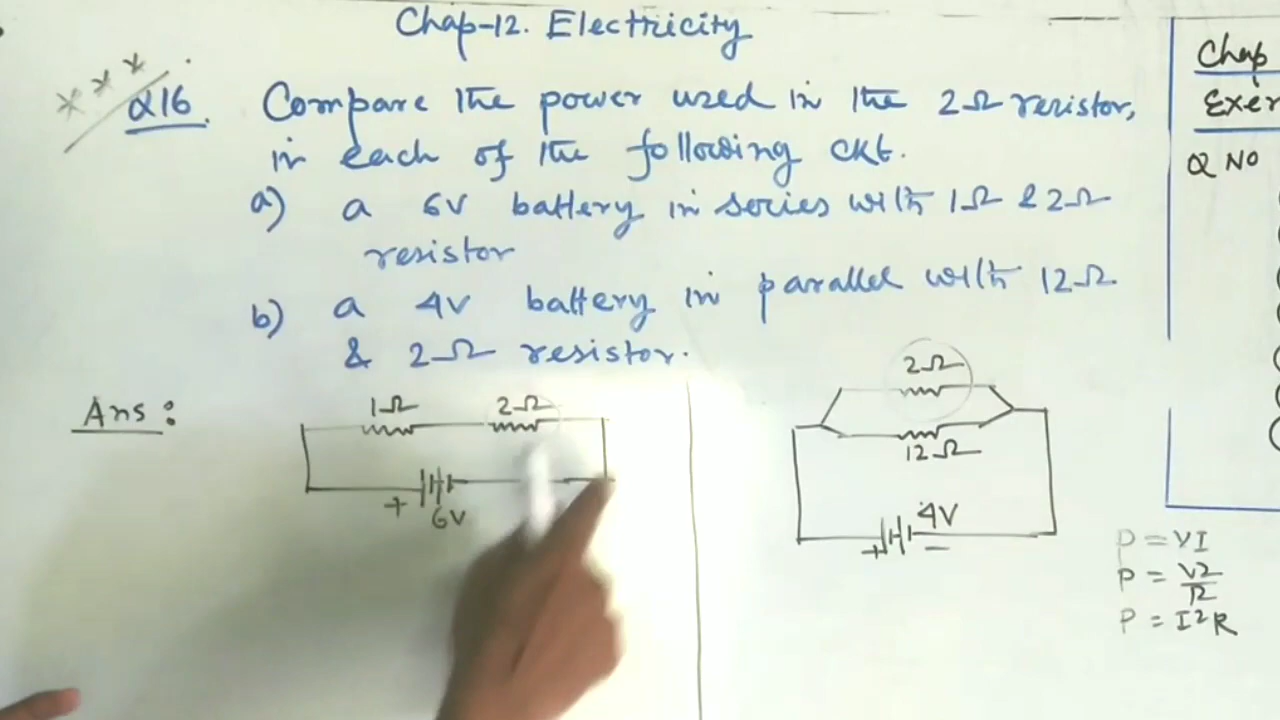 Chap-12. Electricity
*** Q16. Compare the power used in the 2Ω resistor,
in each of the following ckt.
a) a 6V battery in series with 1Ω & 2Ω
resistor
b) a 4V battery in parallel with 12Ω
& 2Ω resistor.
Ans:
1Ω 2Ω
+ 6V
2Ω
12Ω
4V
+ −
P = VI
P = V2/R
P = I²R
Chap
Exer
Q No